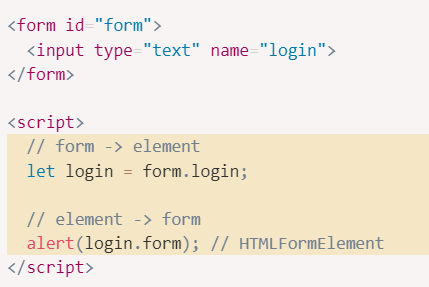 <form id="form">
  <input type="text" name="login">
</form>

<script>
  // form -> element
  let login = form.login;

  // element -> form
  alert(login.form); // HTMLFormElement
</script>